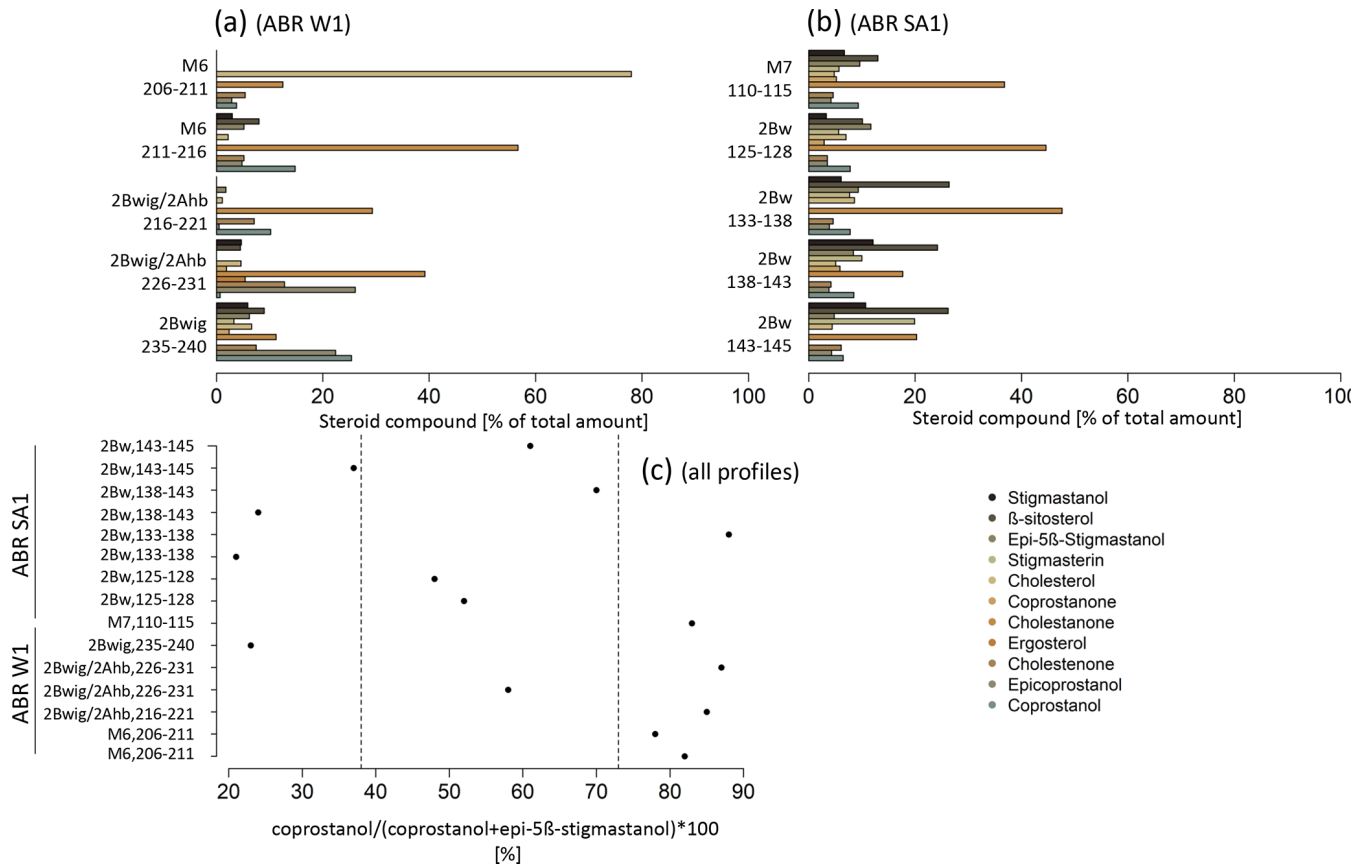 (a) (ABR W1)
M6
206-211
M6
211-216
2Bwig/2Ahb
216-221
2Bwig/2Ahb
226-231
2Bwig
235-240
0 20 40 60 80 100
Steroid compound [% of total amount]
(b) (ABR SA1)
M7
110-115
2Bw
125-128
2Bw
133-138
2Bw
138-143
2Bw
143-145
0 20 40 60 80 100
Steroid compound [% of total amount]
(c) (all profiles)
ABR SA1
2Bw,143-145
2Bw,143-145
2Bw,138-143
2Bw,138-143
2Bw,133-138
2Bw,133-138
2Bw,125-128
2Bw,125-128
M7,110-115
ABR W1
2Bwig,235-240
2Bwig/2Ahb,226-231
2Bwig/2Ahb,226-231
2Bwig/2Ahb,216-221
M6,206-211
M6,206-211
20 30 40 50 60 70 80 90
coprostanol/(coprostanol+epi-5ß-stigmastanol)*100
[%]
Stigmastanol
ß-sitosterol
Epi-5ß-Stigmastanol
Stigmasterin
Cholesterol
Coprostanone
Cholestanone
Ergosterol
Cholestenone
Epicoprostanol
Coprostanol